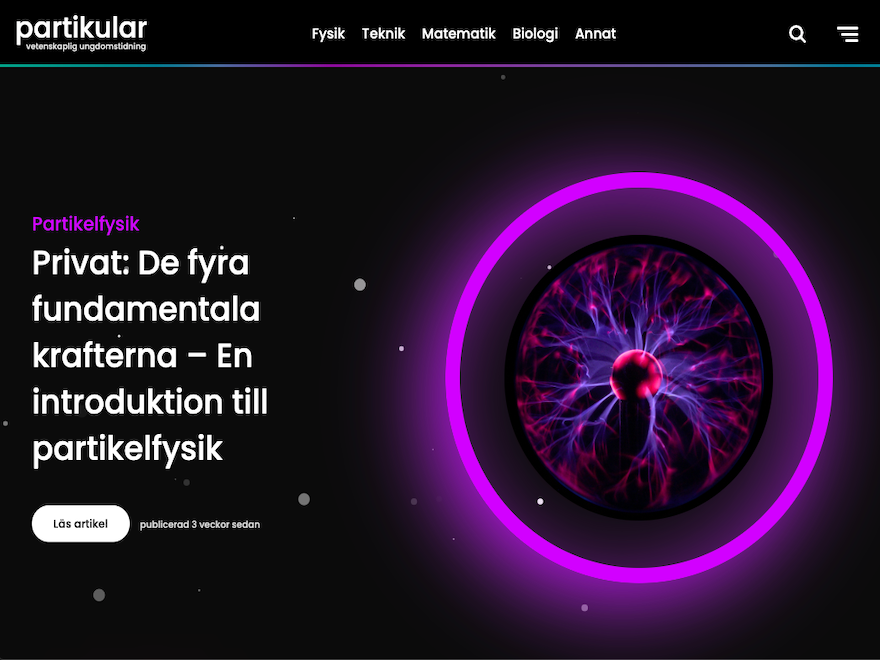 partikular
vetenskaplig ungdomstidning
Fysik Teknik Matematik Biologi Annat
Partikelfysik
Privat: De fyra
fundamentala
krafterna – En
introduktion till
partikelfysik
Läs artikel
publicerad 3 veckor sedan